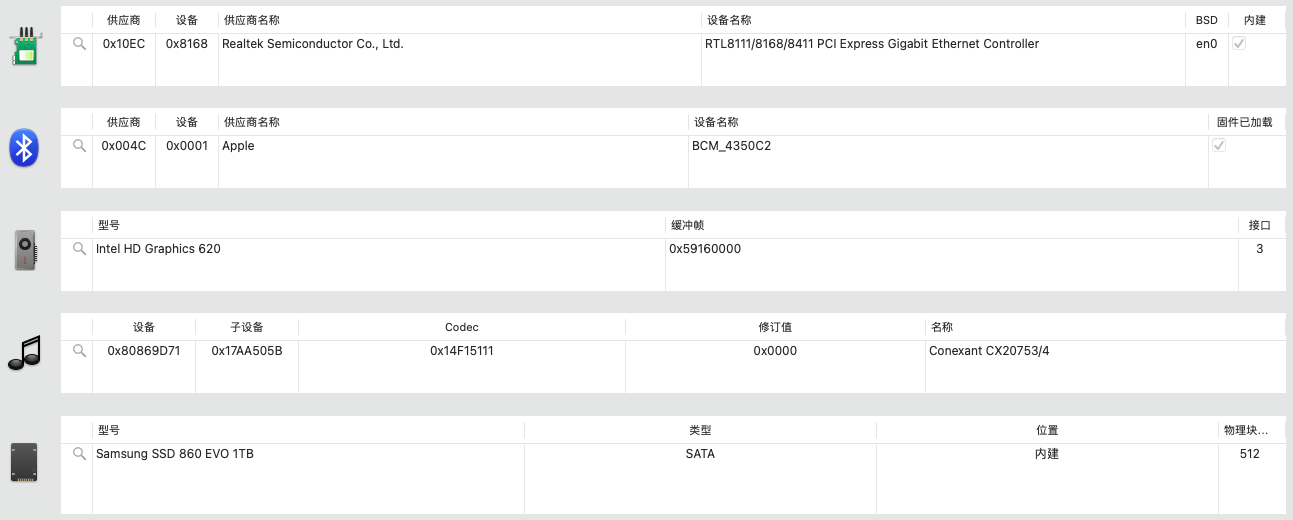 供应商 设备 供应商名称 设备名称 BSD 内建
0x10EC 0x8168 Realtek Semiconductor Co., Ltd. RTL8111/8168/8411 PCI Express Gigabit Ethernet Controller en0
供应商 设备 供应商名称 设备名称 固件已加载
0x004C 0x0001 Apple BCM_4350C2
型号 缓冲帧 接口
Intel HD Graphics 620 0x59160000 3
设备 子设备 Codec 修订值 名称
0x80869D71 0x17AA505B 0x14F15111 0x0000 Conexant CX20753/4
型号 类型 位置 物理块...
Samsung SSD 860 EVO 1TB SATA 内建 512